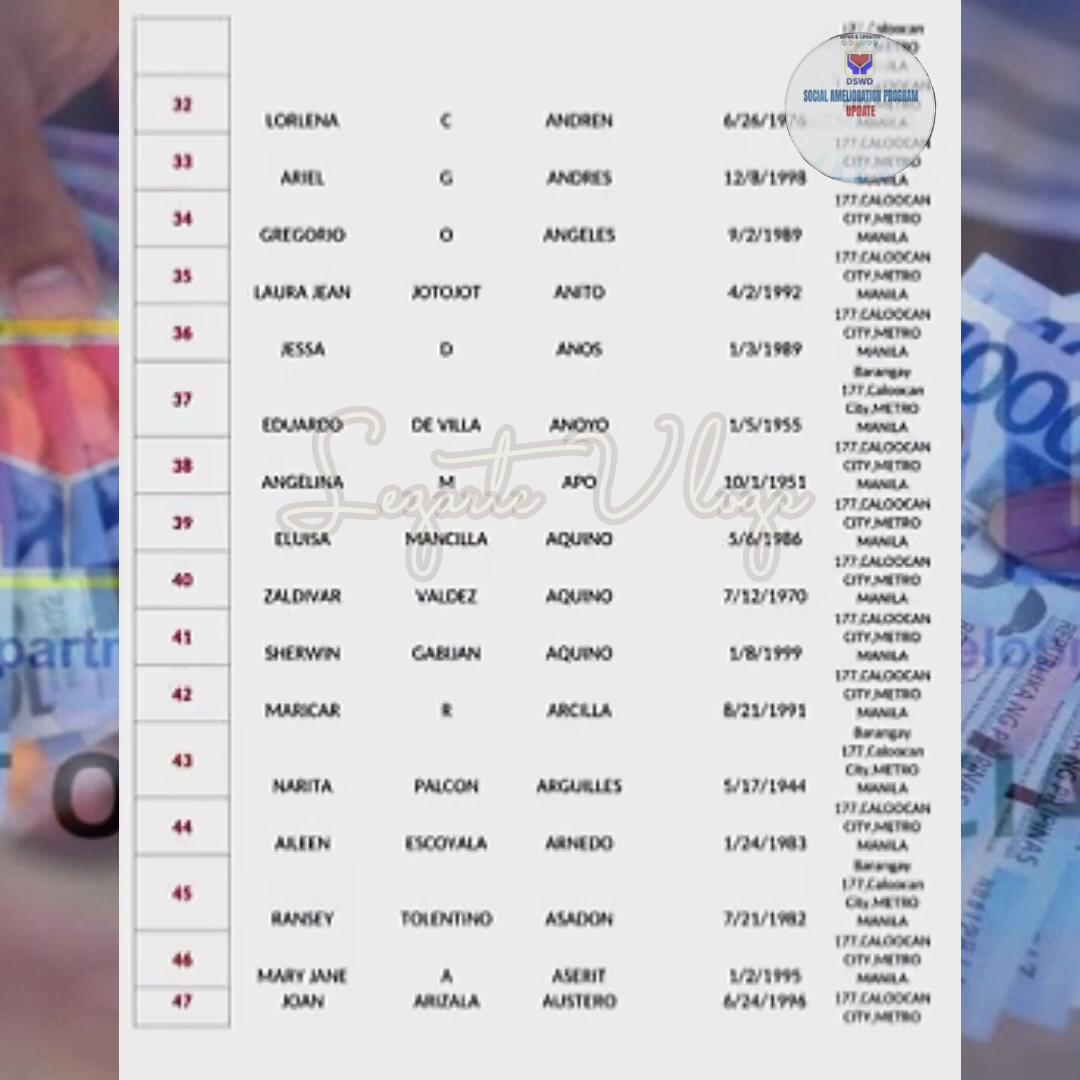 DSWD
SOCIAL AMELIORATION PROGRAM
UPDATE
32 LORLENA C ANDREN
33 ARIEL G ANDRES 12/8/1998
177,CALOOCAN
CITY,METRO
MANILA
34 GREGORIO O ANGELES 9/2/1989
177,CALOOCAN
CITY,METRO
MANILA
35 LAURA JEAN JOTOJOT ANITO 4/2/1992
177,CALOOCAN
CITY,METRO
MANILA
36 JESSA D ANOS 1/3/1989
177,CALOOCAN
CITY,METRO
MANILA
37 EDUARDO DE VILLA ANOYO 1/5/1955
Barangay
177,Caloocan
City,METRO
MANILA
Legarte Vlogs
38 ANGELINA M APO 10/1/1951
177,CALOOCAN
CITY,METRO
MANILA
39 ELUISA MANCILLA AQUINO 5/6/1986
177,CALOOCAN
CITY,METRO
MANILA
40 ZALDIVAR VALDEZ AQUINO 7/12/1970
177,CALOOCAN
CITY,METRO
MANILA
41 SHERWIN GABIJAN AQUINO 1/8/1999
177,CALOOCAN
CITY,METRO
MANILA
42 MARICAR R ARCILLA 8/21/1991
177,CALOOCAN
CITY,METRO
MANILA
43 NARITA PALCON ARGUILLES 5/17/1944
Barangay
177,Caloocan
City,METRO
MANILA
44 AILEEN ESCOYALA ARNEDO 1/24/1983
177,CALOOCAN
CITY,METRO
MANILA
45 RANSEY TOLENTINO ASADON 7/21/1982
Barangay
177,Caloocan
City,METRO
MANILA
46 MARY JANE A ASERIT 1/2/1995
177,CALOOCAN
CITY,METRO
MANILA
47 JOAN ARIZALA AUSTERO 6/24/1996
177,CALOOCAN
CITY,METRO